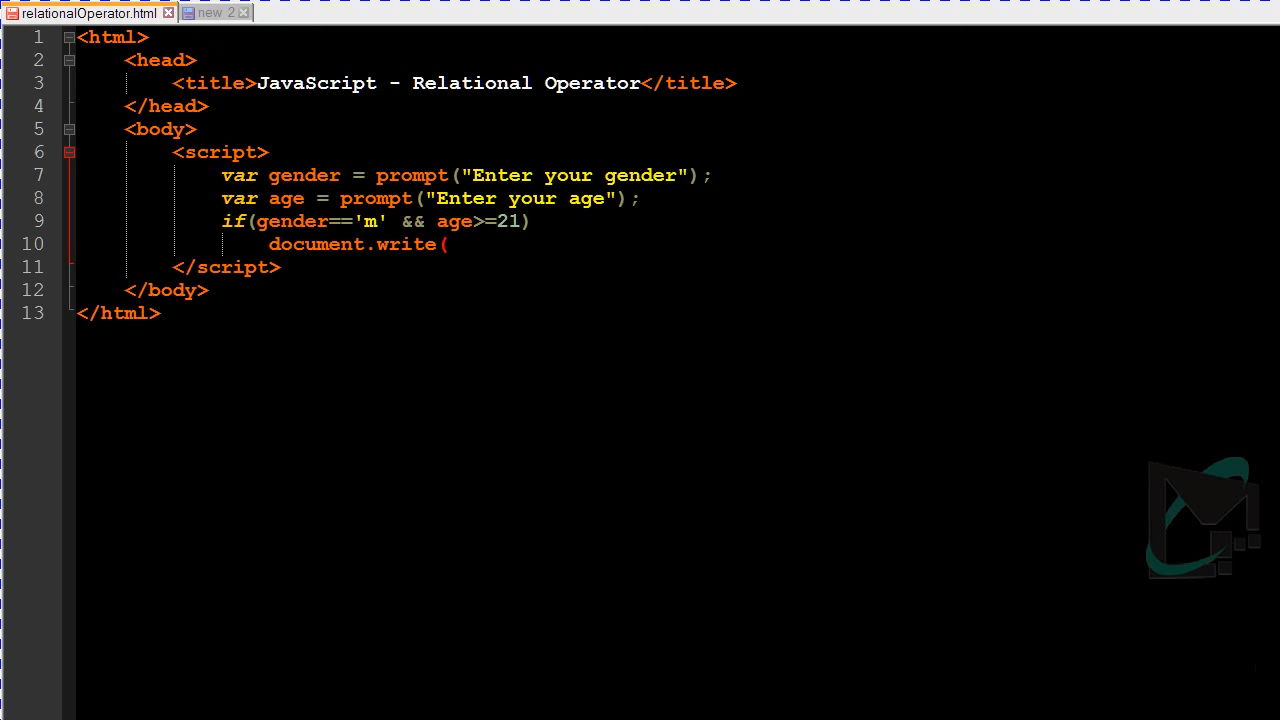 relationalOperator.html new 2
1 <html>
2 <head>
3 <title>JavaScript - Relational Operator</title>
4 </head>
5 <body>
6 <script>
7 var gender = prompt("Enter your gender");
8 var age = prompt("Enter your age");
9 if(gender=='m' && age>=21)
10 document.write(
11 </script>
12 </body>
13 </html>